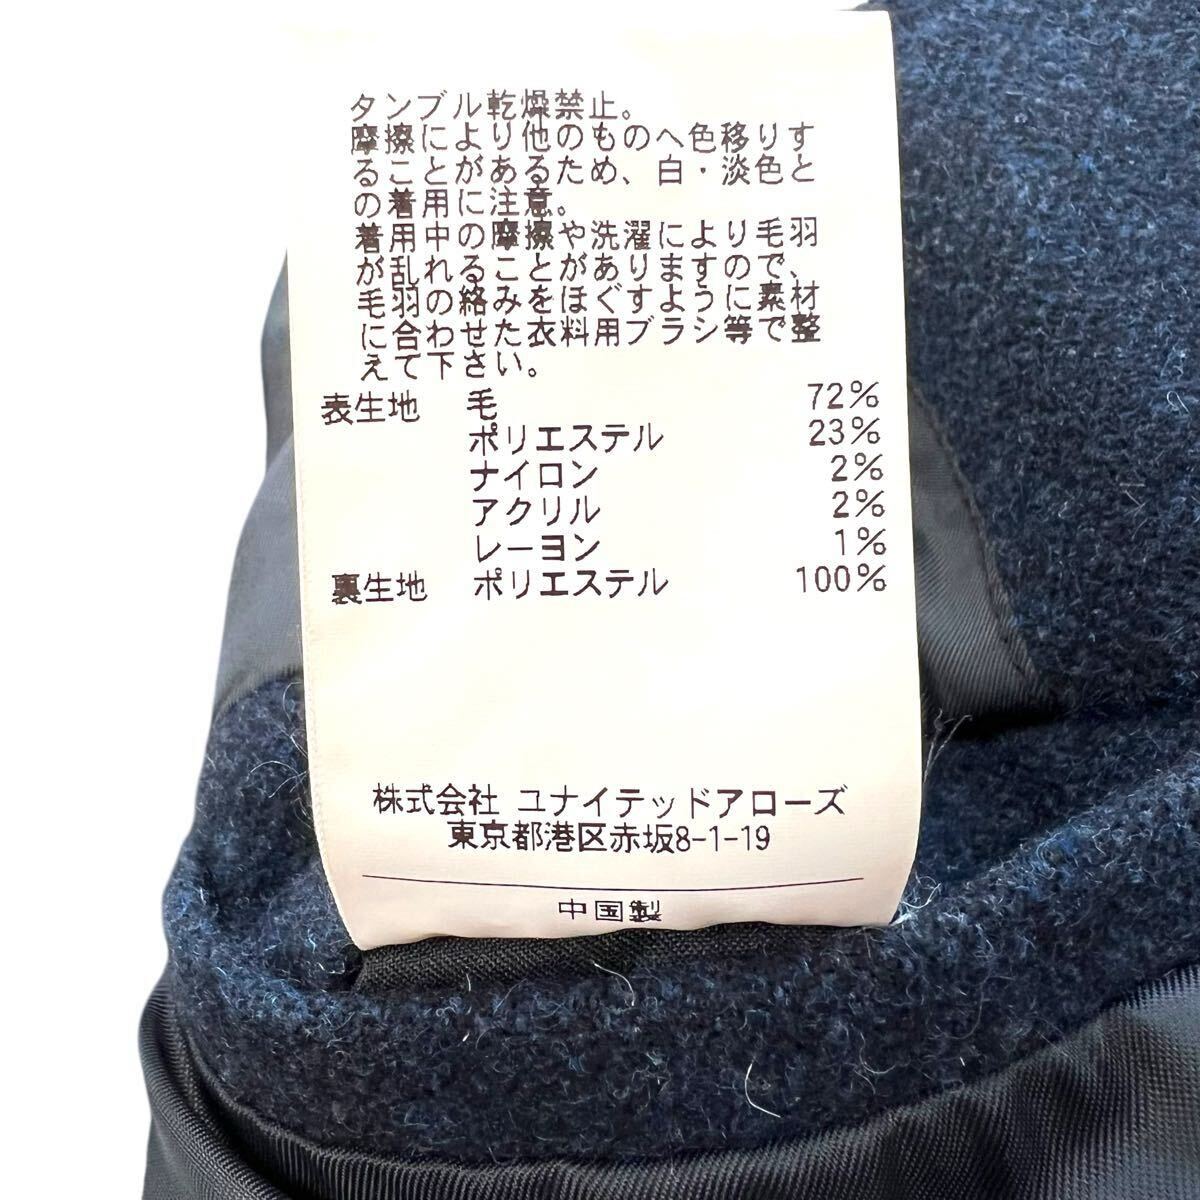 タンブル乾燥禁止。
摩擦により他のものへ色移りす
ることがあるため、白・淡色と
の着用に注意。
着用中の摩擦や洗濯により毛羽
が乱れることがありますので、
毛羽の絡みをほぐすように素材
に合わせた衣料用ブラシ等で整
えて下さい。
表生地 毛 72%
ポリエステル 23%
ナイロン 2%
アクリル 2%
レーヨン 1%
裏生地 ポリエステル 100%
株式会社 ユナイテッドアローズ
東京都港区赤坂8-1-19
中国製